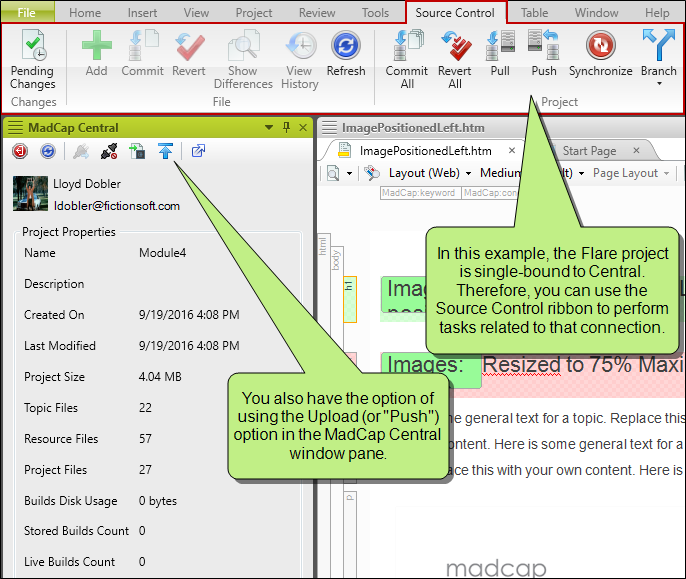 File Home Insert View Project Review Tools Source Control Table Window Help
Pending Changes Add Commit Revert Show Differences View History Refresh Commit All Revert All Pull Push Synchronize Branch
Changes File Project
MadCap Central
ImagePositionedLeft.htm
ImagePositionedLeft.htm Start Page
Layout (Web) Medium Page Layout
MadCap:keyword MadCap:con
Lloyd Dobler
ldobler@fictionsoft.com
Project Properties
Name Module4
Description
Created On 9/19/2016 4:08 PM
Last Modified 9/19/2016 4:08 PM
Project Size 4.04 MB
Topic Files 22
Resource Files 57
Project Files 27
Builds Disk Usage 0 bytes
Stored Builds Count 0
Live Builds Count 0
In this example, the Flare project
is single-bound to Central.
Therefore, you can use the
Source Control ribbon to perform
tasks related to that connection.
You also have the option of
using the Upload (or "Push")
option in the MadCap Central
window pane.
html
body
h1
Images: Resized to 75% Maxi
e general text for a topic. Replace this
ontent. Here is some general text for a
ace this with your own content. Here is
p
madcap